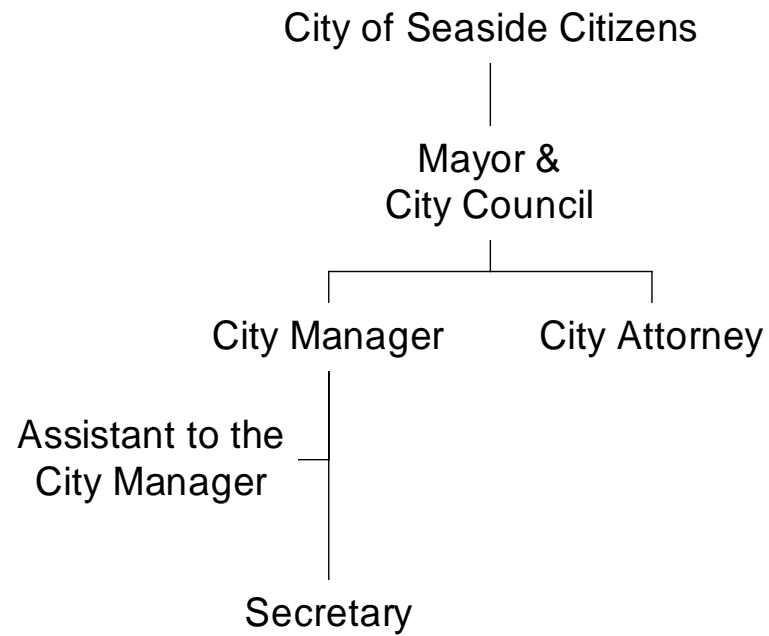 City of Seaside Citizens
Mayor &
City Council
City Manager
City Attorney
Assistant to the
City Manager
Secretary